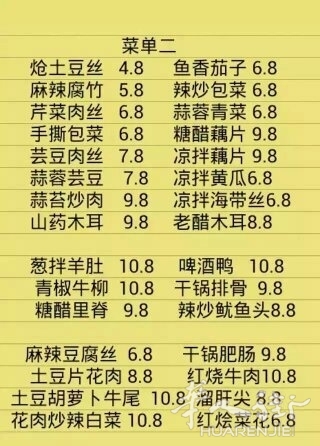 菜单二
炝土豆丝 4.8 鱼香茄子 6.8
麻辣腐竹 5.8 辣炒包菜 6.8
芹菜肉丝 6.8 蒜蓉青菜 6.8
手撕包菜 6.8 糖醋藕片 9.8
芸豆肉丝 7.8 凉拌藕片 9.8
蒜蓉芸豆 7.8 凉拌黄瓜6.8
蒜苔炒肉 9.8 凉拌海带丝6.8
山药木耳 9.8 老醋木耳8.8
葱拌羊肚 10.8 啤酒鸭 10.8
青椒牛柳 10.8 干锅排骨 9.8
糖醋里脊 9.8 辣炒鱿鱼头8.8
麻辣豆腐丝 6.8 干锅肥肠 9.8
土豆片花肉 8.8 红烧牛肉10.8
土豆胡萝卜牛尾 10.8 溜肝尖 8.8
花肉炒辣白菜 10.8 红烩菜花6.8
HUARENJIE